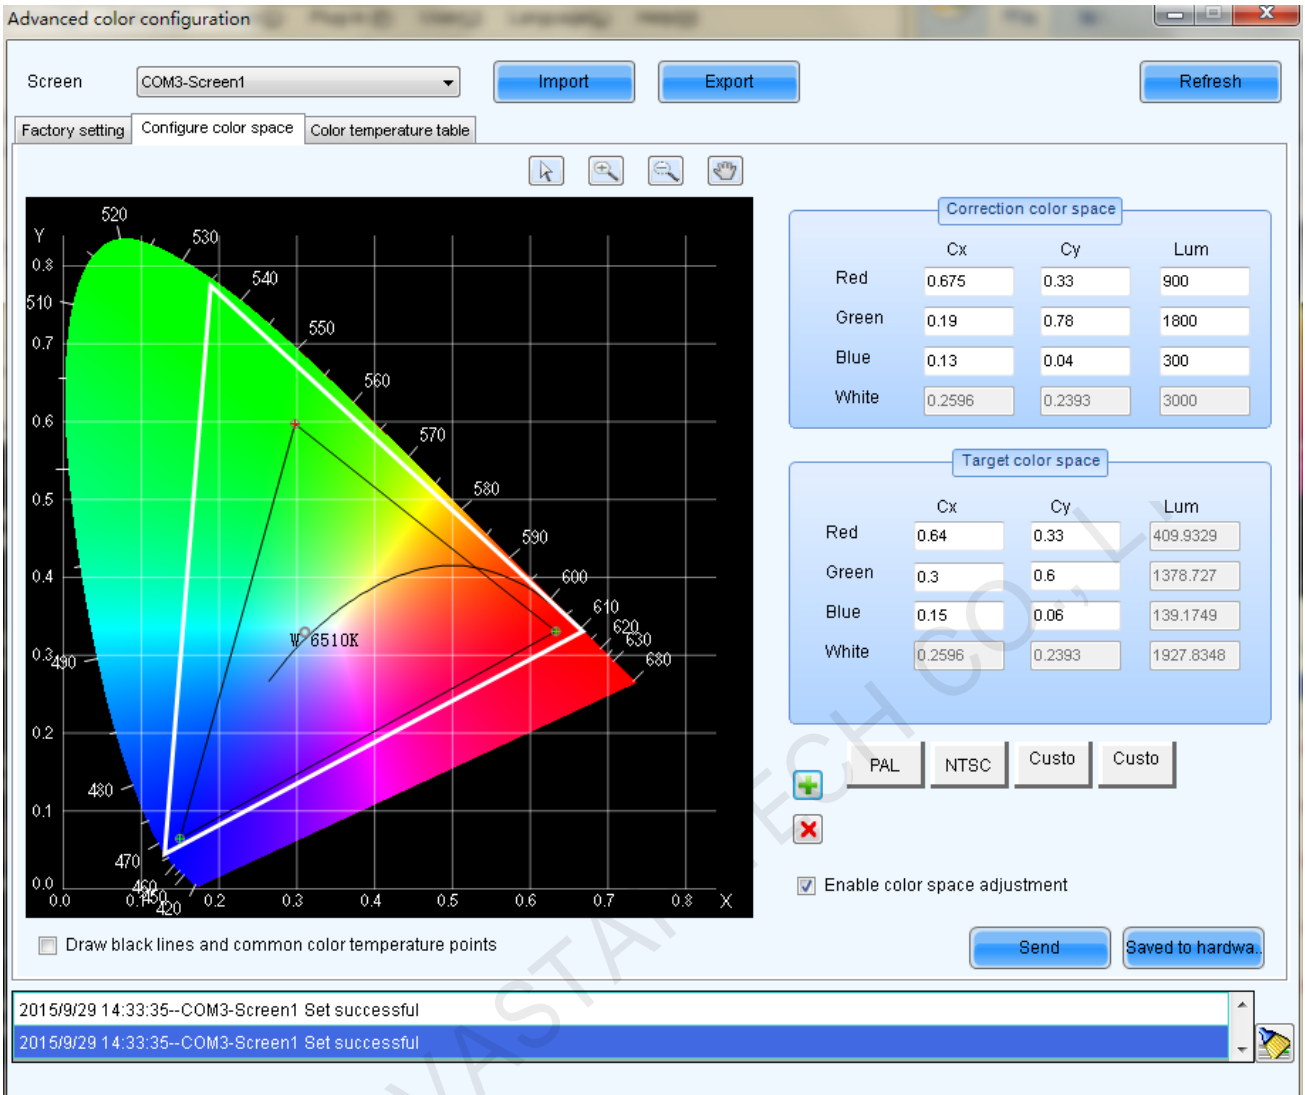 Advanced color configuration
Screen COM3-Screen1 Import Export Refresh
Factory setting Configure color space Color temperature table
Y
520
530
540
550
560
570
580
590
600
610
620
630
680
510
490
480
470
460
450
420
0.8
0.7
0.6
0.5
0.4
0.3
0.2
0.1
0.0
W 6510K
0.0 0.1 0.2 0.3 0.4 0.5 0.6 0.7 0.8 X
Draw black lines and common color temperature points
Correction color space
Cx Cy Lum
Red 0.675 0.33 900
Green 0.19 0.78 1800
Blue 0.13 0.04 300
White 0.2596 0.2393 3000
Target color space
Cx Cy Lum
Red 0.64 0.33 409.9329
Green 0.3 0.6 1378.727
Blue 0.15 0.06 139.1749
White 0.2596 0.2393 1927.8348
PAL NTSC Custo Custo
Enable color space adjustment
Send Saved to hardwa..
2015/9/29 14:33:35--COM3-Screen1 Set successful
2015/9/29 14:33:35--COM3-Screen1 Set successful